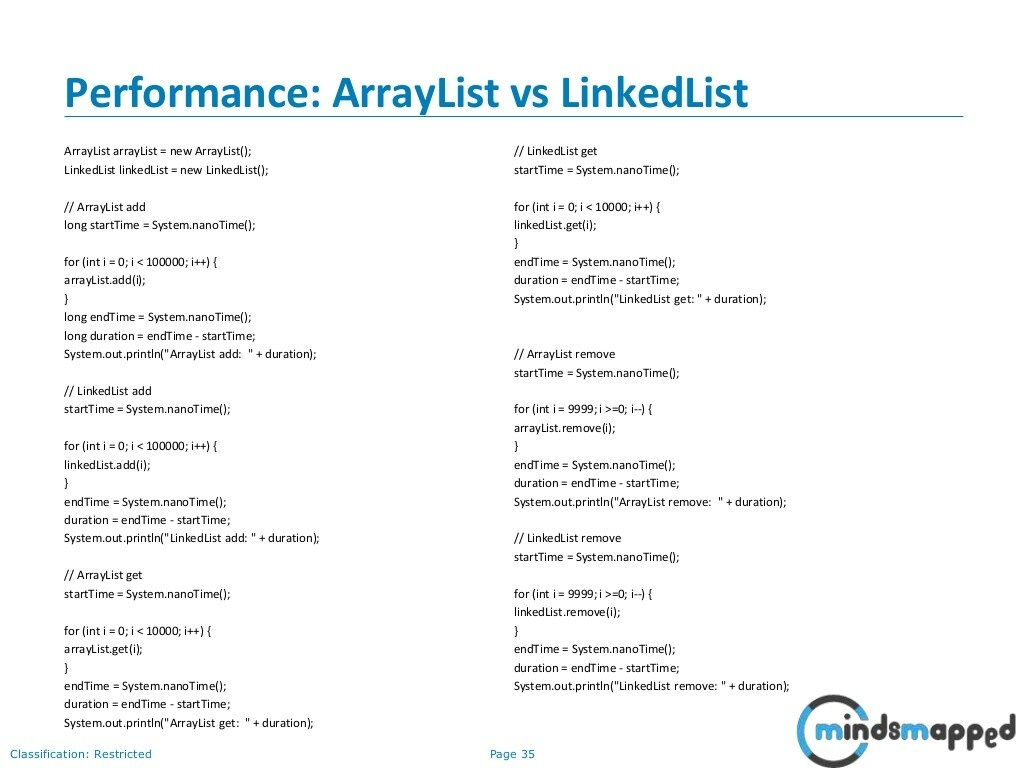 Performance: ArrayList vs LinkedList
ArrayList arrayList = new ArrayList();
LinkedList linkedList = new LinkedList();
// ArrayList add
long startTime = System.nanoTime();
for (int i = 0; i < 100000; i++) {
arrayList.add(i);
}
long endTime = System.nanoTime();
long duration = endTime - startTime;
System.out.println("ArrayList add:  " + duration);
// LinkedList add
startTime = System.nanoTime();
for (int i = 0; i < 100000; i++) {
linkedList.add(i);
}
endTime = System.nanoTime();
duration = endTime - startTime;
System.out.println("LinkedList add: " + duration);
// ArrayList get
startTime = System.nanoTime();
for (int i = 0; i < 10000; i++) {
arrayList.get(i);
}
endTime = System.nanoTime();
duration = endTime - startTime;
System.out.println("ArrayList get:  " + duration);
// LinkedList get
startTime = System.nanoTime();
for (int i = 0; i < 10000; i++) {
linkedList.get(i);
}
endTime = System.nanoTime();
duration = endTime - startTime;
System.out.println("LinkedList get: " + duration);
// ArrayList remove
startTime = System.nanoTime();
for (int i = 9999; i >=0; i--) {
arrayList.remove(i);
}
endTime = System.nanoTime();
duration = endTime - startTime;
System.out.println("ArrayList remove:  " + duration);
// LinkedList remove
startTime = System.nanoTime();
for (int i = 9999; i >=0; i--) {
linkedList.remove(i);
}
endTime = System.nanoTime();
duration = endTime - startTime;
System.out.println("LinkedList remove: " + duration);
mindsmapped
Classification: Restricted
Page 35